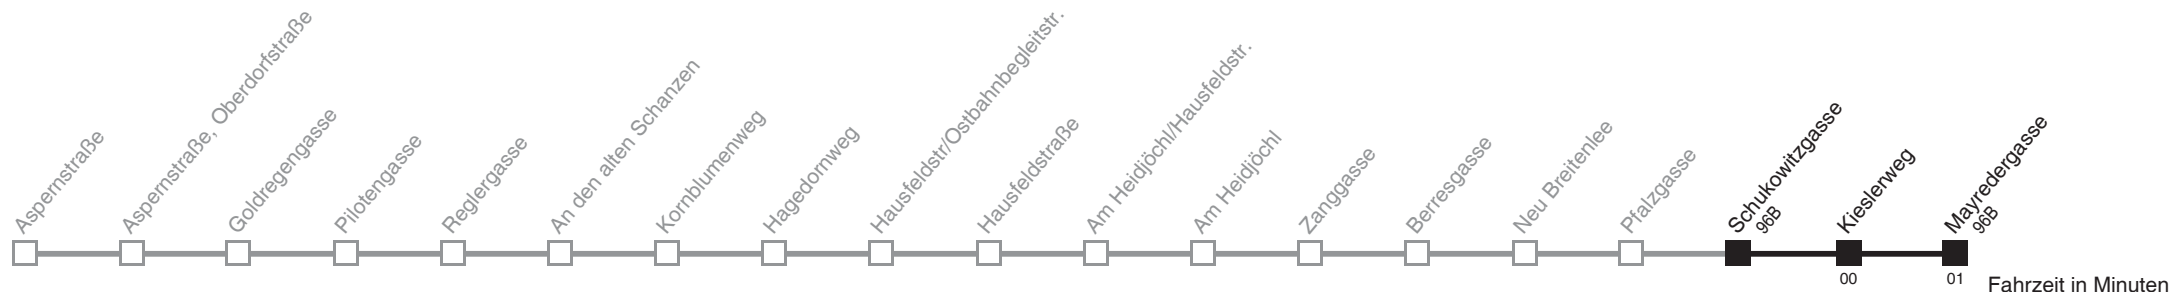 Aspernstraße
Aspernstraße, Oberdorfstraße
Goldregengasse
Pilotengasse
Reglergasse
An den alten Schanzen
Kornblumenweg
Hagedornweg
Hausfeldstr/Ostbahnbegleitstr.
Hausfeldstraße
Am Heidjöchl/Hausfeldstr.
Am Heidjöchl
Zanggasse
Berresgasse
Neu Breitenlee
Pfalzgasse
Schukowitzgasse
96B
Kieslerweg
Mayredergasse
96B
00
01
Fahrzeit in Minuten